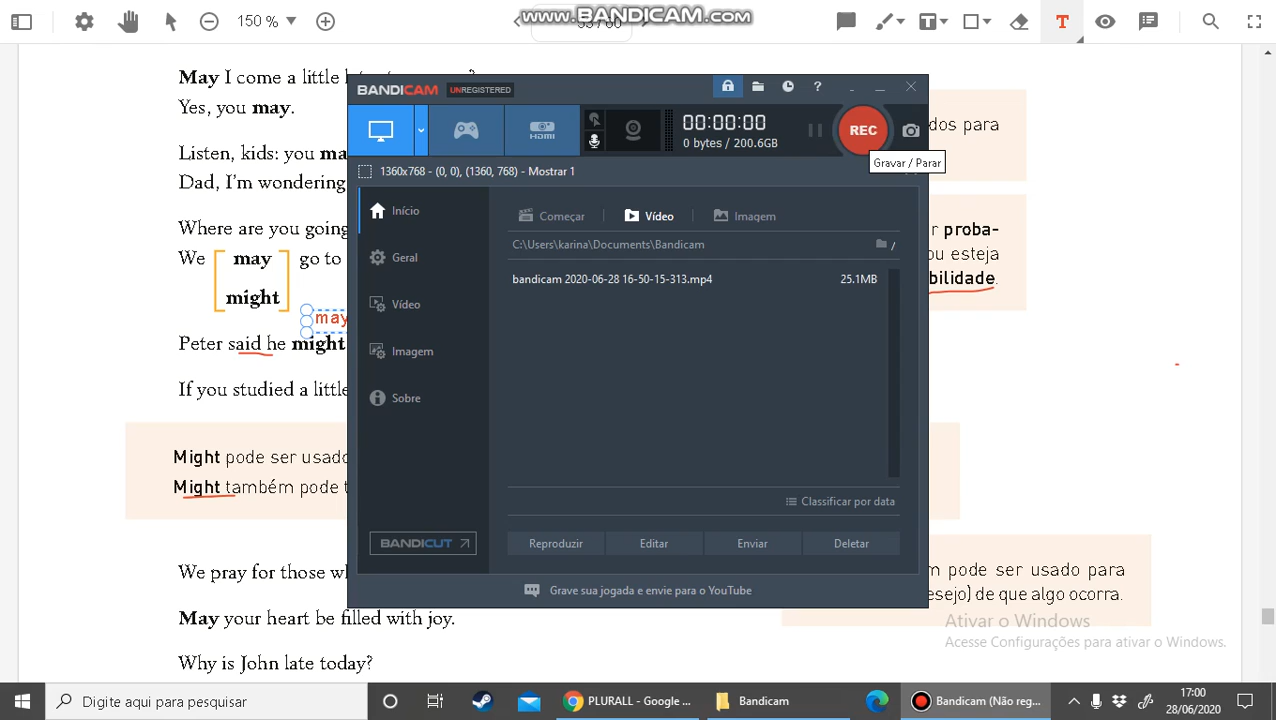 150 %
www.BANDICAM.com
May I come a little
Yes, you may.
Listen, kids: you
Dad, I'm wondering
Where are you going
We
may
might
go to
may
Peter said he might
If you studied a little
Might pode ser usado
Might também pode
We pray for those
May your heart be filled with joy.
Why is John late today?
dos para
proba-
ou esteja
bilidade.
pode ser usado para
de que algo ocorra.
BANDICAM UNREGISTERED
?
HDMI
00:00:00
0 bytes / 200.6GB
REC
Gravar / Parar
1360x768 - (0, 0), (1360, 768) - Mostrar 1
Início
Geral
Vídeo
Imagem
Sobre
BANDICUT
Começar
Vídeo
Imagem
C:\Users\karina\Documents\Bandicam
/
bandicam 2020-06-28 16-50-15-313.mp4 25.1MB
Classificar por data
Reproduzir
Editar
Enviar
Deletar
Grave sua jogada e envie para o YouTube
Ativar o Windows
Acesse Configurações para ativar o Windows.
Digite aqui para pesquisar
PLURALL - Google ...
Bandicam
Bandicam (Não reg...
17:00
28/06/2020